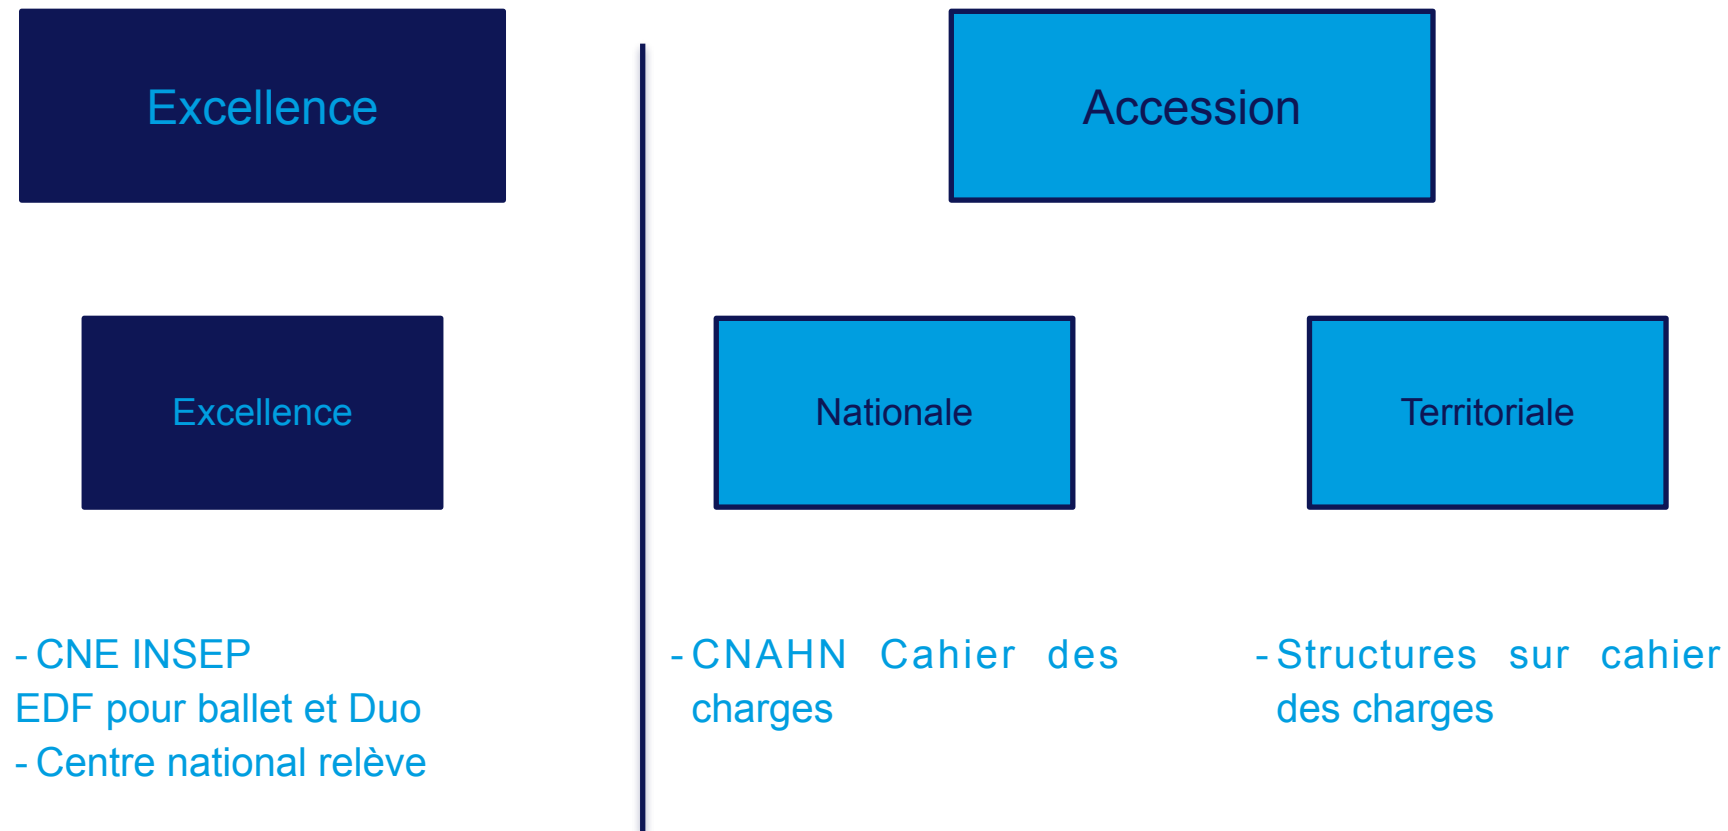 Excellence
Accession
Excellence
Nationale
Territoriale
- CNE INSEP
EDF pour ballet et Duo
- Centre national relève
- CNAHN Cahier des
charges
- Structures sur cahier
des charges